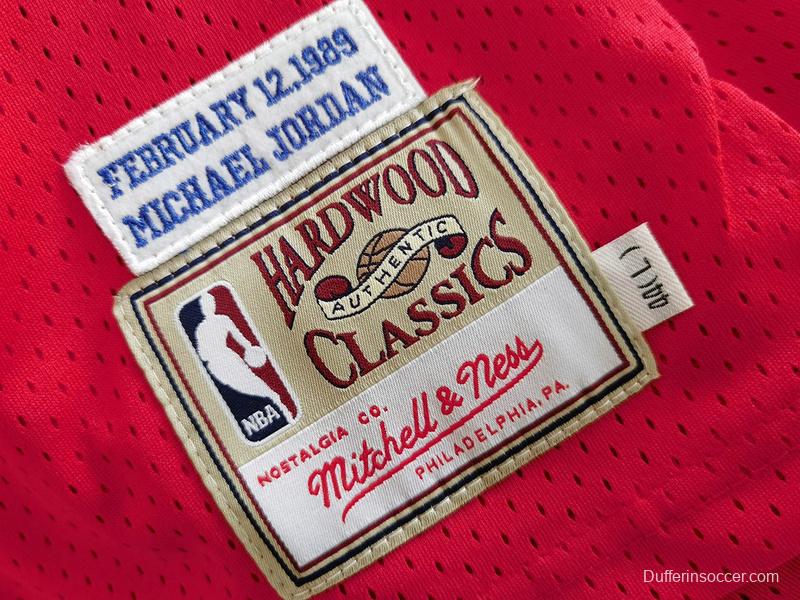 FEBRUARY 12,1989
MICHAEL JORDAN
HARDWOOD
AUTHENTIC
CLASSICS
NBA
NOSTALGIA CO.
Mitchell & Ness
PHILADELPHIA, PA.
44(L)
Dufferinsoccer.com